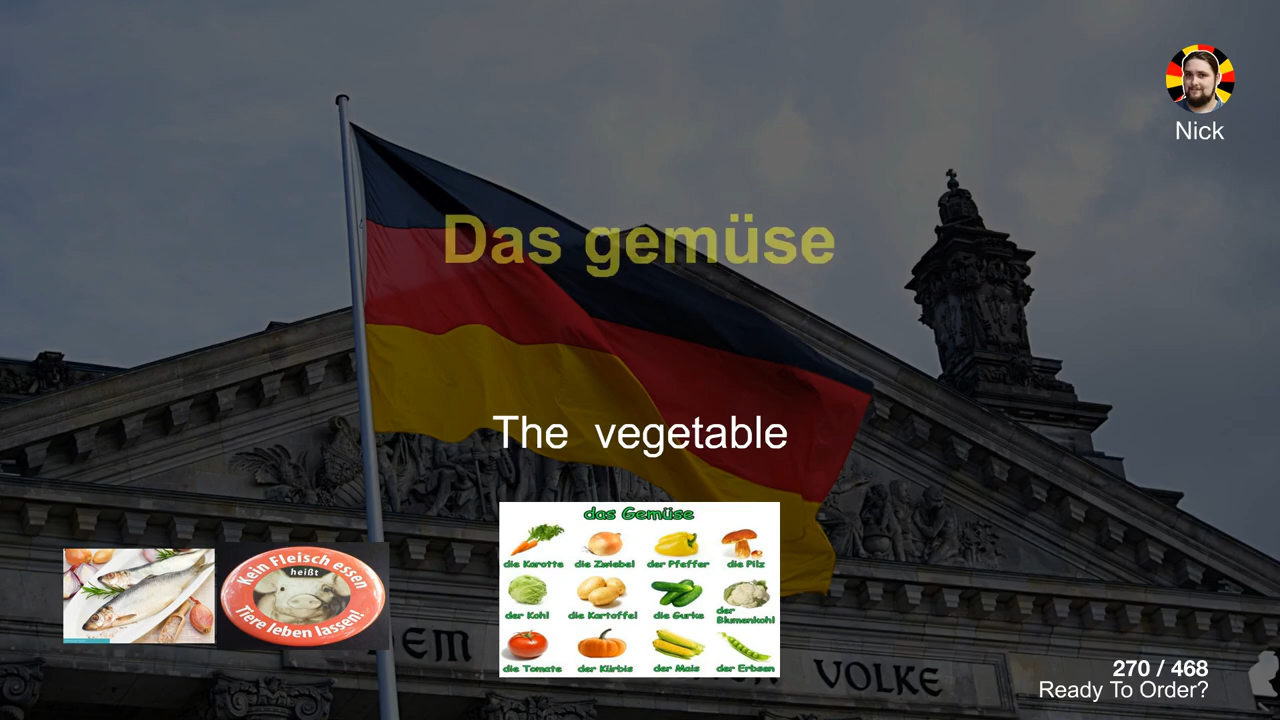 Nick
Das gemüse
The vegetable
das Gemüse
die Karotte die Zwiebel der Pfeffer die Pilz
der Kohl die Kartoffel die Gurke der Blumenkohl
die Tomate der Kürbis der Mais der Erbsen
Kein Fleisch essen
heißt
Tiere leben lassen!
DEM
VOLKE
270 / 468
Ready To Order?